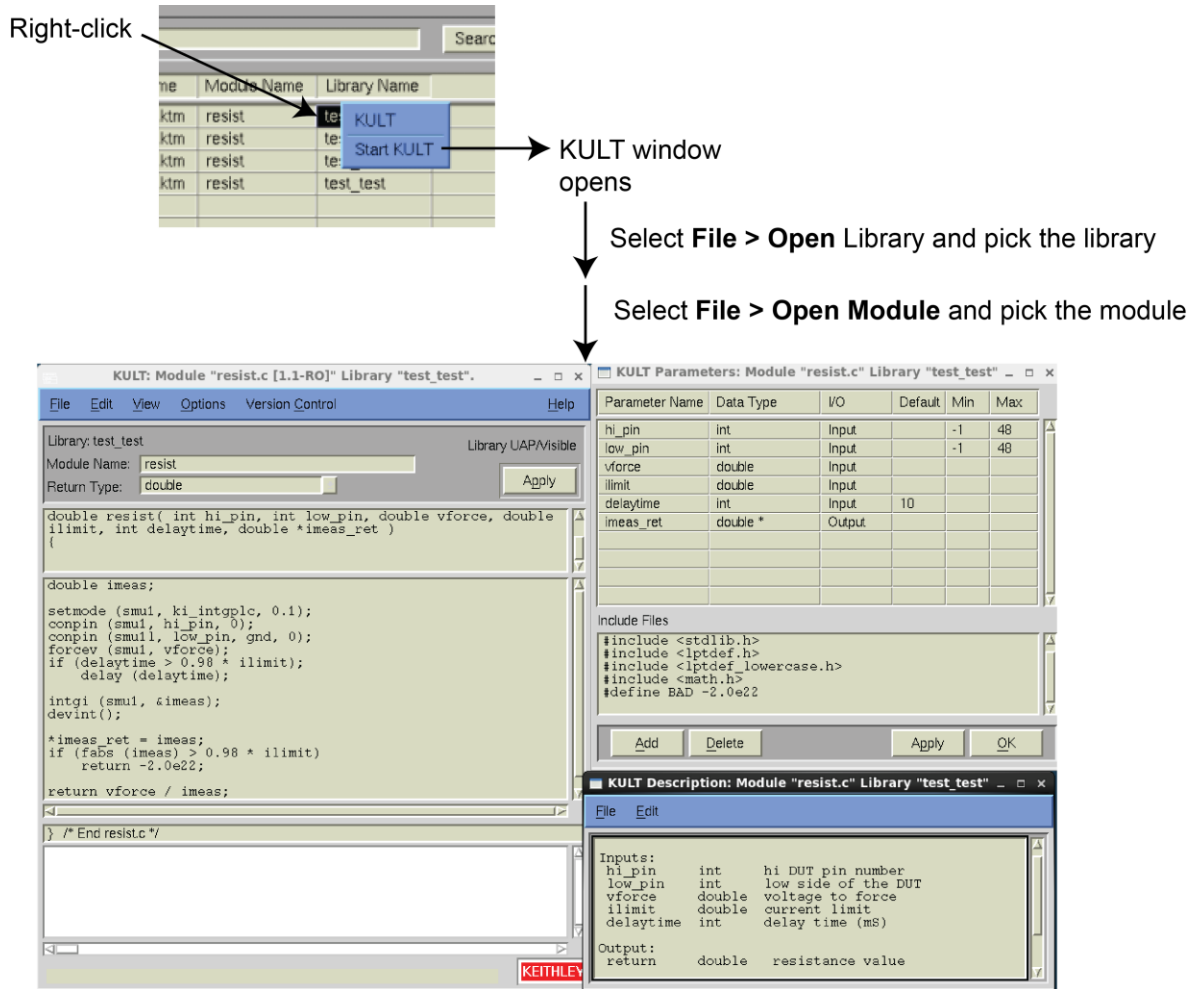 Right-click
Searc
me Module Name Library Name
ktm resist te
ktm resist te
ktm resist te
ktm resist test_test
KULT
Start KULT
KULT window
opens
Select File > Open Library and pick the library
Select File > Open Module and pick the module
KULT: Module "resist.c [1.1-RO]" Library "test_test".
File Edit View Options Version Control Help
Library: test_test
Library UAP/Visible
Module Name: resist
Return Type: double
Apply
double resist( int hi_pin, int low_pin, double vforce, double
ilimit, int delaytime, double *imeas_ret )
{
double imeas;
setmode (smu1, ki_intgplc, 0.1);
conpin (smu1, hi_pin, 0);
conpin (smu11, low_pin, gnd, 0);
forcev (smu1, vforce);
if (delaytime > 0.98 * ilimit);
delay (delaytime);
intgi (smu1, &imeas);
devint();
*imeas_ret = imeas;
if (fabs (imeas) > 0.98 * ilimit)
return -2.0e22;
return vforce / imeas;
} /* End resist.c */
KEITHLEY
KULT Parameters: Module "resist.c" Library "test_test"
Parameter Name Data Type I/O Default Min Max
hi_pin int Input -1 48
low_pin int Input -1 48
vforce double Input
ilimit double Input
delaytime int Input 10
imeas_ret double * Output
Include Files
#include <stdlib.h>
#include <lptdef.h>
#include <lptdef_lowercase.h>
#include <math.h>
#define BAD -2.0e22
Add Delete Apply OK
KULT Description: Module "resist.c" Library "test_test"
File Edit
Inputs:
hi_pin int hi DUT pin number
low_pin int low side of the DUT
vforce double voltage to force
ilimit double current limit
delaytime int delay time (mS)
Output:
return double resistance value